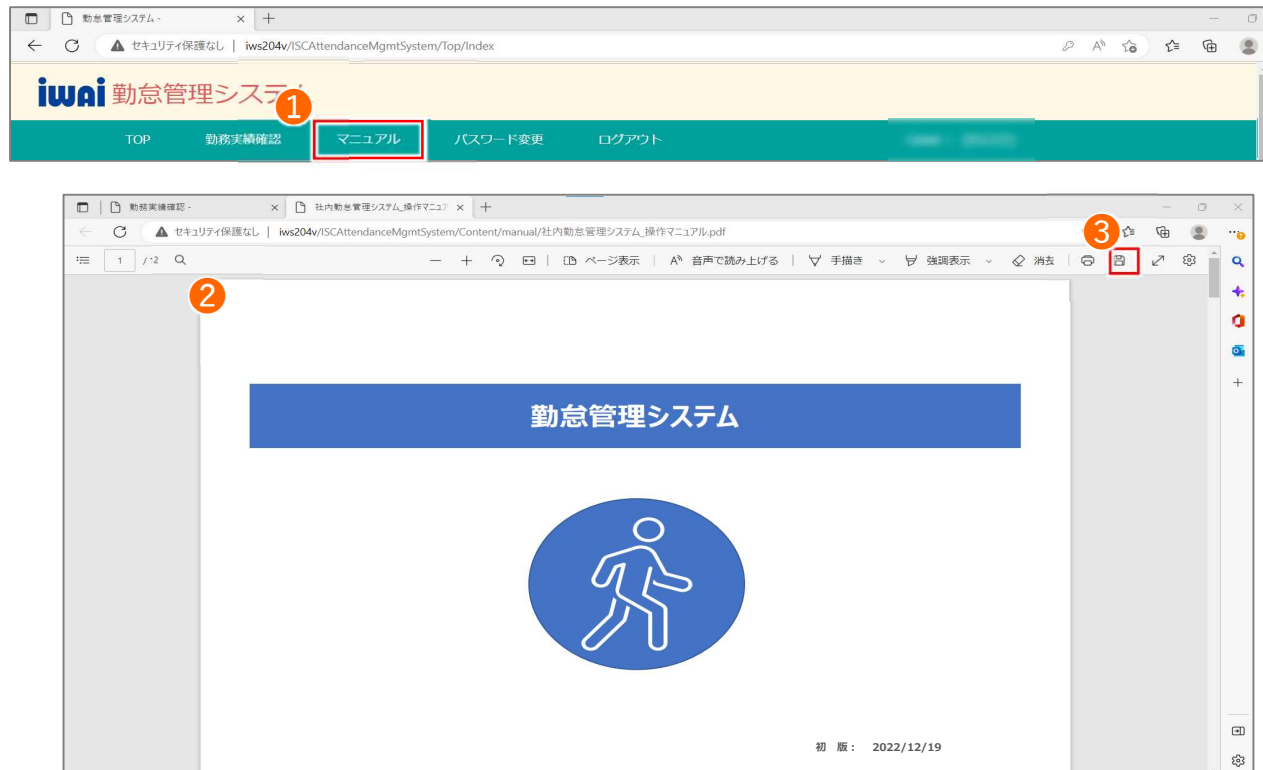 勤怠管理システム -
セキュリティ保護なし | iws204v/ISCAttendanceMgmtSystem/Top/Index
iwai 勤怠管理システム
1
TOP 勤務実績確認 マニュアル パスワード変更 ログアウト
勤務実績確認 - 社内勤怠管理システム_操作マニュアル
セキュリティ保護なし | iws204v/ISCAttendanceMgmtSystem/Content/manual/社内勤怠管理システム_操作マニュアル.pdf
3
1 /12 ページ表示 音声で読み上げる 手描き 強調表示 消去
2
勤怠管理システム
初 版： 2022/12/19